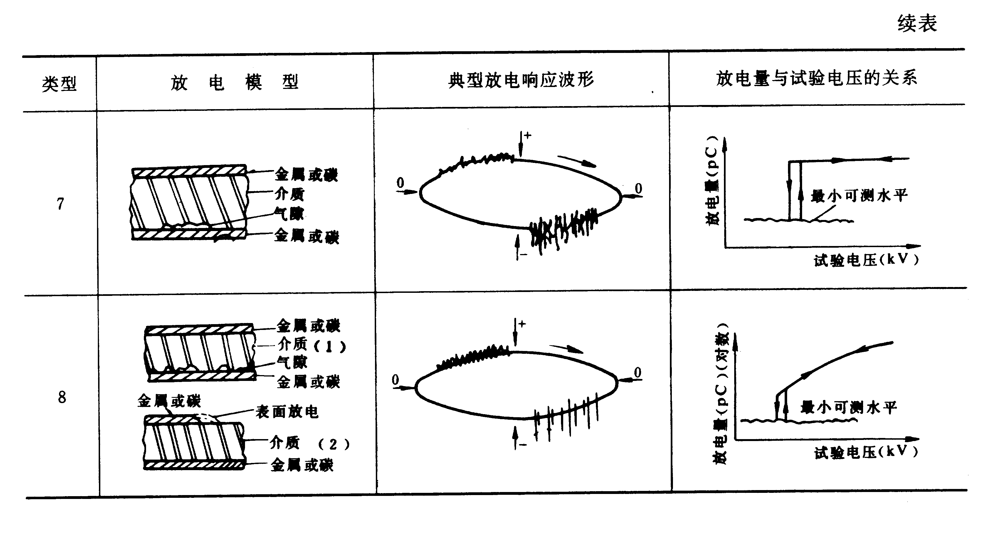 续表
类型 放电模型 典型放电响应波形 放电量与试验电压的关系
7
金属或碳
介质
气隙
金属或碳
+
0
0
-
放电量(pC)
最小可测水平
试验电压(kV)
8
金属或碳
介质(1)
气隙
金属或碳
金属或碳
表面放电
介质(2)
金属或碳
+
0
0
-
放电量(pC)(对数)
最小可测水平
试验电压(kV)